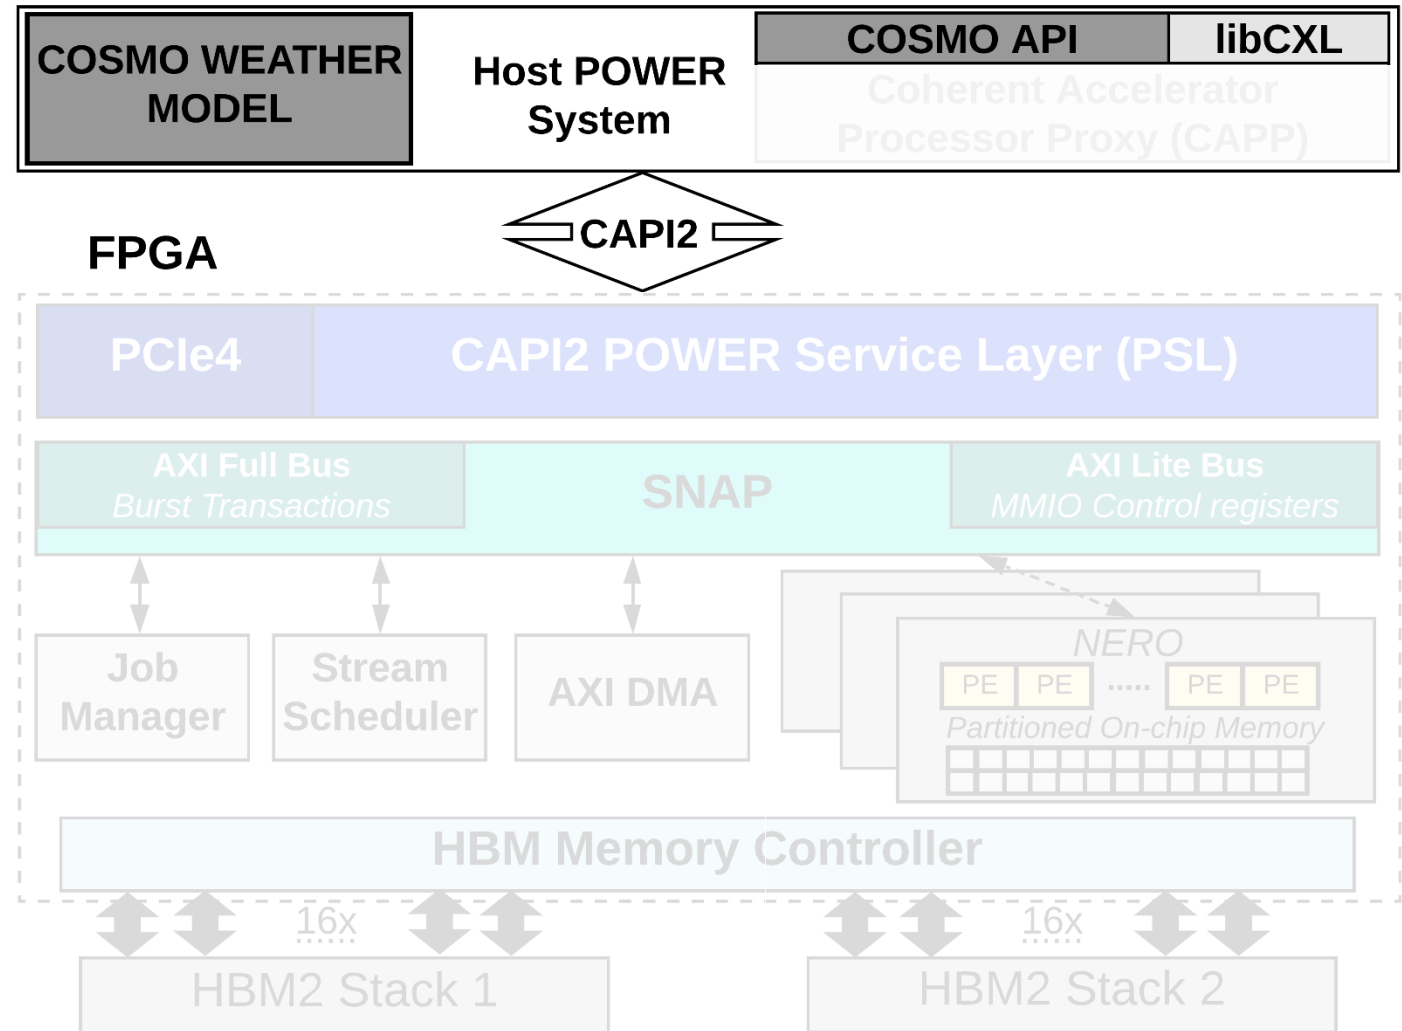 COSMO WEATHER
MODEL
Host POWER
System
COSMO API
libCXL
Coherent Accelerator
Processor Proxy (CAPP)
CAPI2
FPGA
PCIe4
CAPI2 POWER Service Layer (PSL)
AXI Full Bus
Burst Transactions
SNAP
AXI Lite Bus
MMIO Control registers
Job
Manager
Stream
Scheduler
AXI DMA
NERO
PE
PE
.....
PE
PE
Partitioned On-chip Memory
HBM Memory Controller
16x
16x
HBM2 Stack 1
HBM2 Stack 2